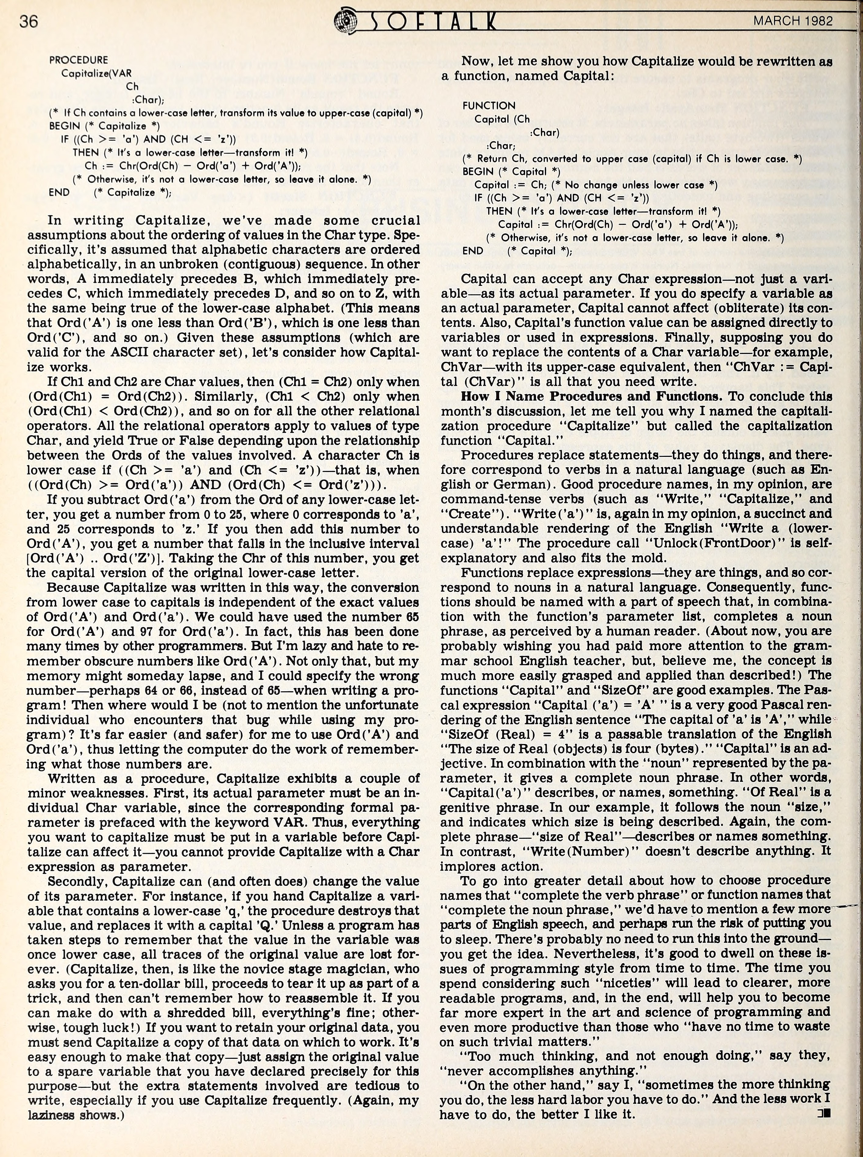 36
SOFTALK
MARCH 1982
PROCEDURE
Capitalize(VAR
Ch
:Char);
(* If Ch contains a lower-case letter, transform its value to upper-case (capital) *)
BEGIN (* Capitalize *)
IF ((Ch >= 'a') AND (CH <= 'z'))
THEN (* It's a lower-case letter—transform it! *)
Ch := Chr(Ord(Ch) − Ord('a') + Ord('A'));
(* Otherwise, it's not a lower-case letter, so leave it alone. *)
END (* Capitalize *);
In writing Capitalize, we've made some crucial
assumptions about the ordering of values in the Char type. Spe-
cifically, it's assumed that alphabetic characters are ordered
alphabetically, in an unbroken (contiguous) sequence. In other
words, A immediately precedes B, which immediately pre-
cedes C, which immediately precedes D, and so on to Z, with
the same being true of the lower-case alphabet. (This means
that Ord('A') is one less than Ord('B'), which is one less than
Ord('C'), and so on.) Given these assumptions (which are
valid for the ASCII character set), let's consider how Capital-
ize works.
If Ch1 and Ch2 are Char values, then (Ch1 = Ch2) only when
(Ord(Ch1) = Ord(Ch2)). Similarly, (Ch1 < Ch2) only when
(Ord(Ch1) < Ord(Ch2)), and so on for all the other relational
operators. All the relational operators apply to values of type
Char, and yield True or False depending upon the relationship
between the Ords of the values involved. A character Ch is
lower case if ((Ch >= 'a') and (Ch <= 'z'))—that is, when
((Ord(Ch) >= Ord('a')) AND (Ord(Ch) <= Ord('z'))).
If you subtract Ord('a') from the Ord of any lower-case let-
ter, you get a number from 0 to 25, where 0 corresponds to 'a',
and 25 corresponds to 'z.' If you then add this number to
Ord('A'), you get a number that falls in the inclusive interval
[Ord('A') .. Ord('Z')]. Taking the Chr of this number, you get
the capital version of the original lower-case letter.
Because Capitalize was written in this way, the conversion
from lower case to capitals is independent of the exact values
of Ord('A') and Ord('a'). We could have used the number 65
for Ord('A') and 97 for Ord('a'). In fact, this has been done
many times by other programmers. But I'm lazy and hate to re-
member obscure numbers like Ord('A'). Not only that, but my
memory might someday lapse, and I could specify the wrong
number—perhaps 64 or 66, instead of 65—when writing a pro-
gram! Then where would I be (not to mention the unfortunate
individual who encounters that bug while using my pro-
gram)? It's far easier (and safer) for me to use Ord('A') and
Ord('a'), thus letting the computer do the work of remember-
ing what those numbers are.
Written as a procedure, Capitalize exhibits a couple of
minor weaknesses. First, its actual parameter must be an in-
dividual Char variable, since the corresponding formal pa-
rameter is prefaced with the keyword VAR. Thus, everything
you want to capitalize must be put in a variable before Capi-
talize can affect it—you cannot provide Capitalize with a Char
expression as parameter.
Secondly, Capitalize can (and often does) change the value
of its parameter. For instance, if you hand Capitalize a vari-
able that contains a lower-case 'q,' the procedure destroys that
value, and replaces it with a capital 'Q.' Unless a program has
taken steps to remember that the value in the variable was
once lower case, all traces of the original value are lost for-
ever. (Capitalize, then, is like the novice stage magician, who
asks you for a ten-dollar bill, proceeds to tear it up as part of a
trick, and then can't remember how to reassemble it. If you
can make do with a shredded bill, everything's fine; other-
wise, tough luck!) If you want to retain your original data, you
must send Capitalize a copy of that data on which to work. It's
easy enough to make that copy—just assign the original value
to a spare variable that you have declared precisely for this
purpose—but the extra statements involved are tedious to
write, especially if you use Capitalize frequently. (Again, my
laziness shows.)
Now, let me show you how Capitalize would be rewritten as
a function, named Capital:
FUNCTION
Capital (Ch
:Char)
:Char;
(* Return Ch, converted to upper case (capital) if Ch is lower case. *)
BEGIN (* Capital *)
Capital := Ch; (* No change unless lower case *)
IF ((Ch >= 'a') AND (CH <= 'z'))
THEN (* It's a lower-case letter—transform it! *)
Capital := Chr(Ord(Ch) − Ord('a') + Ord('A'));
(* Otherwise, it's not a lower-case letter, so leave it alone. *)
END (* Capital *);
Capital can accept any Char expression—not just a vari-
able—as its actual parameter. If you do specify a variable as
an actual parameter, Capital cannot affect (obliterate) its con-
tents. Also, Capital's function value can be assigned directly to
variables or used in expressions. Finally, supposing you do
want to replace the contents of a Char variable—for example,
ChVar—with its upper-case equivalent, then "ChVar := Capi-
tal (ChVar)" is all that you need write.
How I Name Procedures and Functions. To conclude this
month's discussion, let me tell you why I named the capitali-
zation procedure "Capitalize" but called the capitalization
function "Capital."
Procedures replace statements—they do things, and there-
fore correspond to verbs in a natural language (such as En-
glish or German). Good procedure names, in my opinion, are
command-tense verbs (such as "Write," "Capitalize," and
"Create"). "Write('a')" is, again in my opinion, a succinct and
understandable rendering of the English "Write a (lower-
case) 'a'!" The procedure call "Unlock(FrontDoor)" is self-
explanatory and also fits the mold.
Functions replace expressions—they are things, and so cor-
respond to nouns in a natural language. Consequently, func-
tions should be named with a part of speech that, in combina-
tion with the function's parameter list, completes a noun
phrase, as perceived by a human reader. (About now, you are
probably wishing you had paid more attention to the gram-
mar school English teacher, but, believe me, the concept is
much more easily grasped and applied than described!) The
functions "Capital" and "SizeOf" are good examples. The Pas-
cal expression "Capital ('a') = 'A' " is a very good Pascal ren-
dering of the English sentence "The capital of 'a' is 'A'," while
"SizeOf (Real) = 4" is a passable translation of the English
"The size of Real (objects) is four (bytes)." "Capital" is an ad-
jective. In combination with the "noun" represented by the pa-
rameter, it gives a complete noun phrase. In other words,
"Capital('a')" describes, or names, something. "Of Real" is a
genitive phrase. In our example, it follows the noun "size,"
and indicates which size is being described. Again, the com-
plete phrase—"size of Real"—describes or names something.
In contrast, "Write(Number)" doesn't describe anything. It
implores action.
To go into greater detail about how to choose procedure
names that "complete the verb phrase" or function names that
"complete the noun phrase," we'd have to mention a few more
parts of English speech, and perhaps run the risk of putting you
to sleep. There's probably no need to run this into the ground—
you get the idea. Nevertheless, it's good to dwell on these is-
sues of programming style from time to time. The time you
spend considering such "niceties" will lead to clearer, more
readable programs, and, in the end, will help you to become
far more expert in the art and science of programming and
even more productive than those who "have no time to waste
on such trivial matters."
"Too much thinking, and not enough doing," say they,
"never accomplishes anything."
"On the other hand," say I, "sometimes the more thinking
you do, the less hard labor you have to do." And the less work I
have to do, the better I like it.